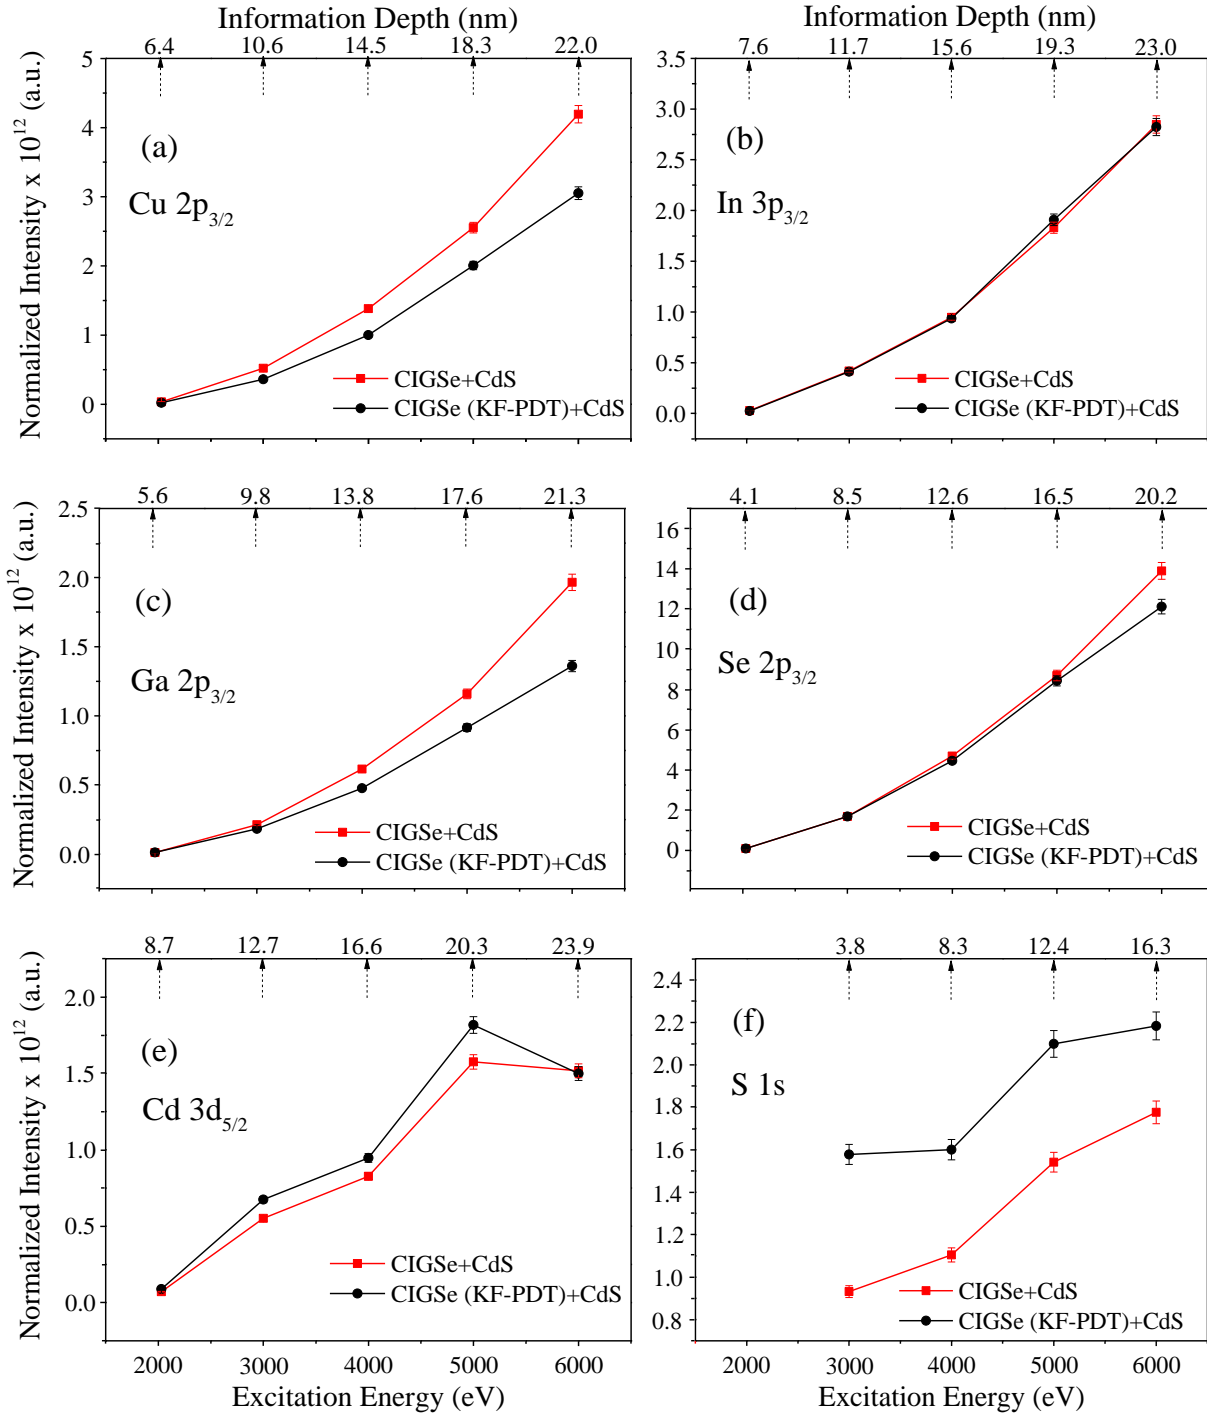 Information Depth (nm)
Information Depth (nm)
6.4 10.6 14.5 18.3 22.0
7.6 11.7 15.6 19.3 23.0
Normalized Intensity x 10^12 (a.u.)
5
4
3
2
1
0
(a)
Cu 2p3/2
CIGSe+CdS
CIGSe (KF-PDT)+CdS
3.5
3.0
2.5
2.0
1.5
1.0
0.5
0.0
(b)
In 3p3/2
CIGSe+CdS
CIGSe (KF-PDT)+CdS
5.6 9.8 13.8 17.6 21.3
4.1 8.5 12.6 16.5 20.2
Normalized Intensity x 10^12 (a.u.)
2.5
2.0
1.5
1.0
0.5
0.0
(c)
Ga 2p3/2
CIGSe+CdS
CIGSe (KF-PDT)+CdS
16
14
12
10
8
6
4
2
0
(d)
Se 2p3/2
CIGSe+CdS
CIGSe (KF-PDT)+CdS
8.7 12.7 16.6 20.3 23.9
3.8 8.3 12.4 16.3
Normalized Intensity x 10^12 (a.u.)
2.0
1.5
1.0
0.5
0.0
(e)
Cd 3d5/2
CIGSe+CdS
CIGSe (KF-PDT)+CdS
2000 3000 4000 5000 6000
Excitation Energy (eV)
2.4
2.2
2.0
1.8
1.6
1.4
1.2
1.0
0.8
(f)
S 1s
CIGSe+CdS
CIGSe (KF-PDT)+CdS
2000 3000 4000 5000 6000
Excitation Energy (eV)